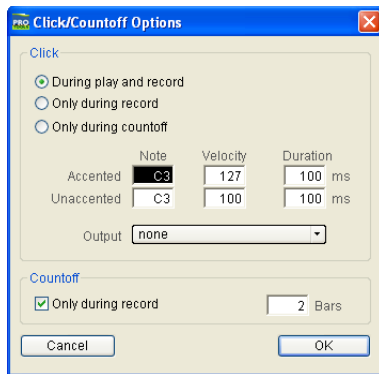 PRO Click/Countoff Options
Click
During play and record
Only during record
Only during countoff
Note Velocity Duration
Accented C3 127 100 ms
Unaccented C3 100 100 ms
Output none
Countoff
Only during record 2 Bars
Cancel OK